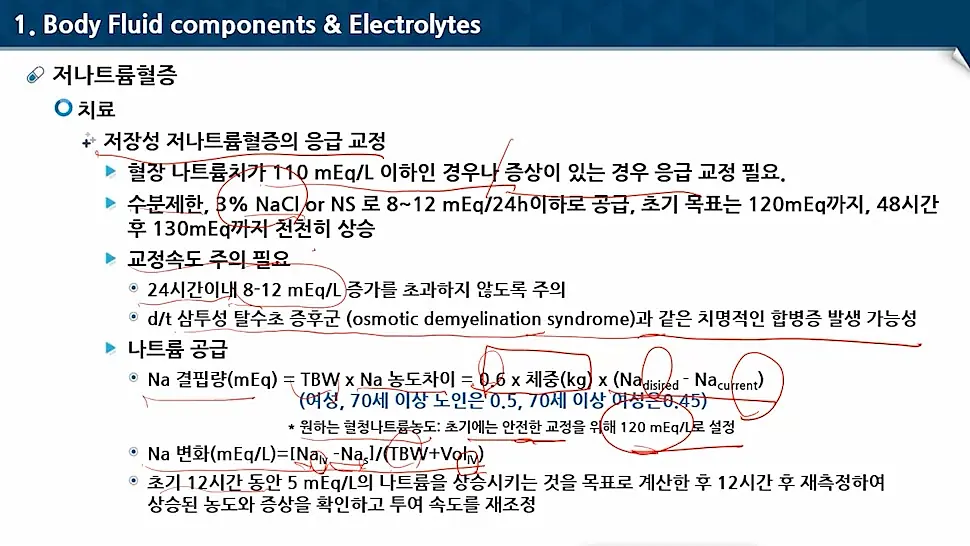 1. Body Fluid components & Electrolytes
저나트륨혈증
치료
저장성 저나트륨혈증의 응급 교정
혈장 나트륨치가 110 mEq/L 이하인 경우나 증상이 있는 경우 응급 교정 필요.
수분제한, 3% NaCl or NS 로 8~12 mEq/24h이하로 공급, 초기 목표는 120mEq까지, 48시간
후 130mEq까지 천천히 상승
교정속도 주의 필요
24시간이내 8-12 mEq/L 증가를 초과하지 않도록 주의
d/t 삼투성 탈수초 증후군 (osmotic demyelination syndrome)과 같은 치명적인 합병증 발생 가능성
나트륨 공급
Na 결핍량(mEq) = TBW x Na 농도차이 = 0.6 x 체중(kg) x (Nadisired - Nacurrent)
(여성, 70세 이상 노인은 0.5, 70세 이상 여성은0.45)
* 원하는 혈청나트륨농도: 초기에는 안전한 교정을 위해 120 mEq/L로 설정
Na 변화(mEq/L)=[Naiv -Nas]/(TBW+VolIV)
초기 12시간 동안 5 mEq/L의 나트륨을 상승시키는 것을 목표로 계산한 후 12시간 후 재측정하여
상승된 농도와 증상을 확인하고 투여 속도를 재조정